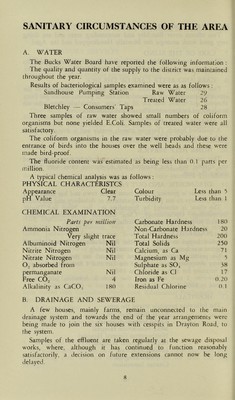 SANITARY CIRCUMSTANCES OF THE AREA
A. WATER
The Bucks Water Board have reported the following information :
The quality and quantity of the supply to the district was maintained
throughout the year.
Results of bacteriological samples examined were as as follows :
Sandhouse Pumping Station Raw Water 29
Treated Water 26
Bletchley — Consumers' Taps 28
Three samples of raw water showed small numbers of coliform
organisms but none yielded E.Coli. Samples of treated water were all
satisfactory.
The coliform organisms in the raw water were probably due to the
entrance of birds into the houses over the well heads and these were
made bird-proof.
The fluoride content was estimated as being less than 0.1 parts per
million.
A typical chemical analysis was as follows :
PHYSICAL CHARACTERISTCS
Appearance Clear Colour Less than 5
pH Value 7.7 Turbidity Less than 1
CHEMICAL EXAMINATION
Parts per million Carbonate Hardness 180
Ammonia Nitrogen Non-Carbonate Hardness 20
Very slight trace Total Hardness 200
Albuminoid Nitrogen Nil Total Solids 250
Nitrite Nitrogen Nil Calcium, as Ca 71
Nitrate Nitrogen Nil Magnesium as Mg 5
O₂ absorbed from Sulphate as SO₄ 58
permanganate Nil Chloride as Cl 17
Free CO₂ 4 Iron as Fe 0.20
Alkalinity as CaCO₃ 180 Residual Chlorine 0.1
B. DRAINAGE AND SEWERAGE
A few houses, mainly farms, remain unconnected to the main
drainage system and towards the end of the year arrangements were
being made to join the six houses with cesspits in Drayton Road, to
the system.
Samples of the effluent are taken regularly at the sewage disposal
works, where, although it has continued to function reasonably
satisfactorily, a decision on future extensions cannot now be long
delayed.
8